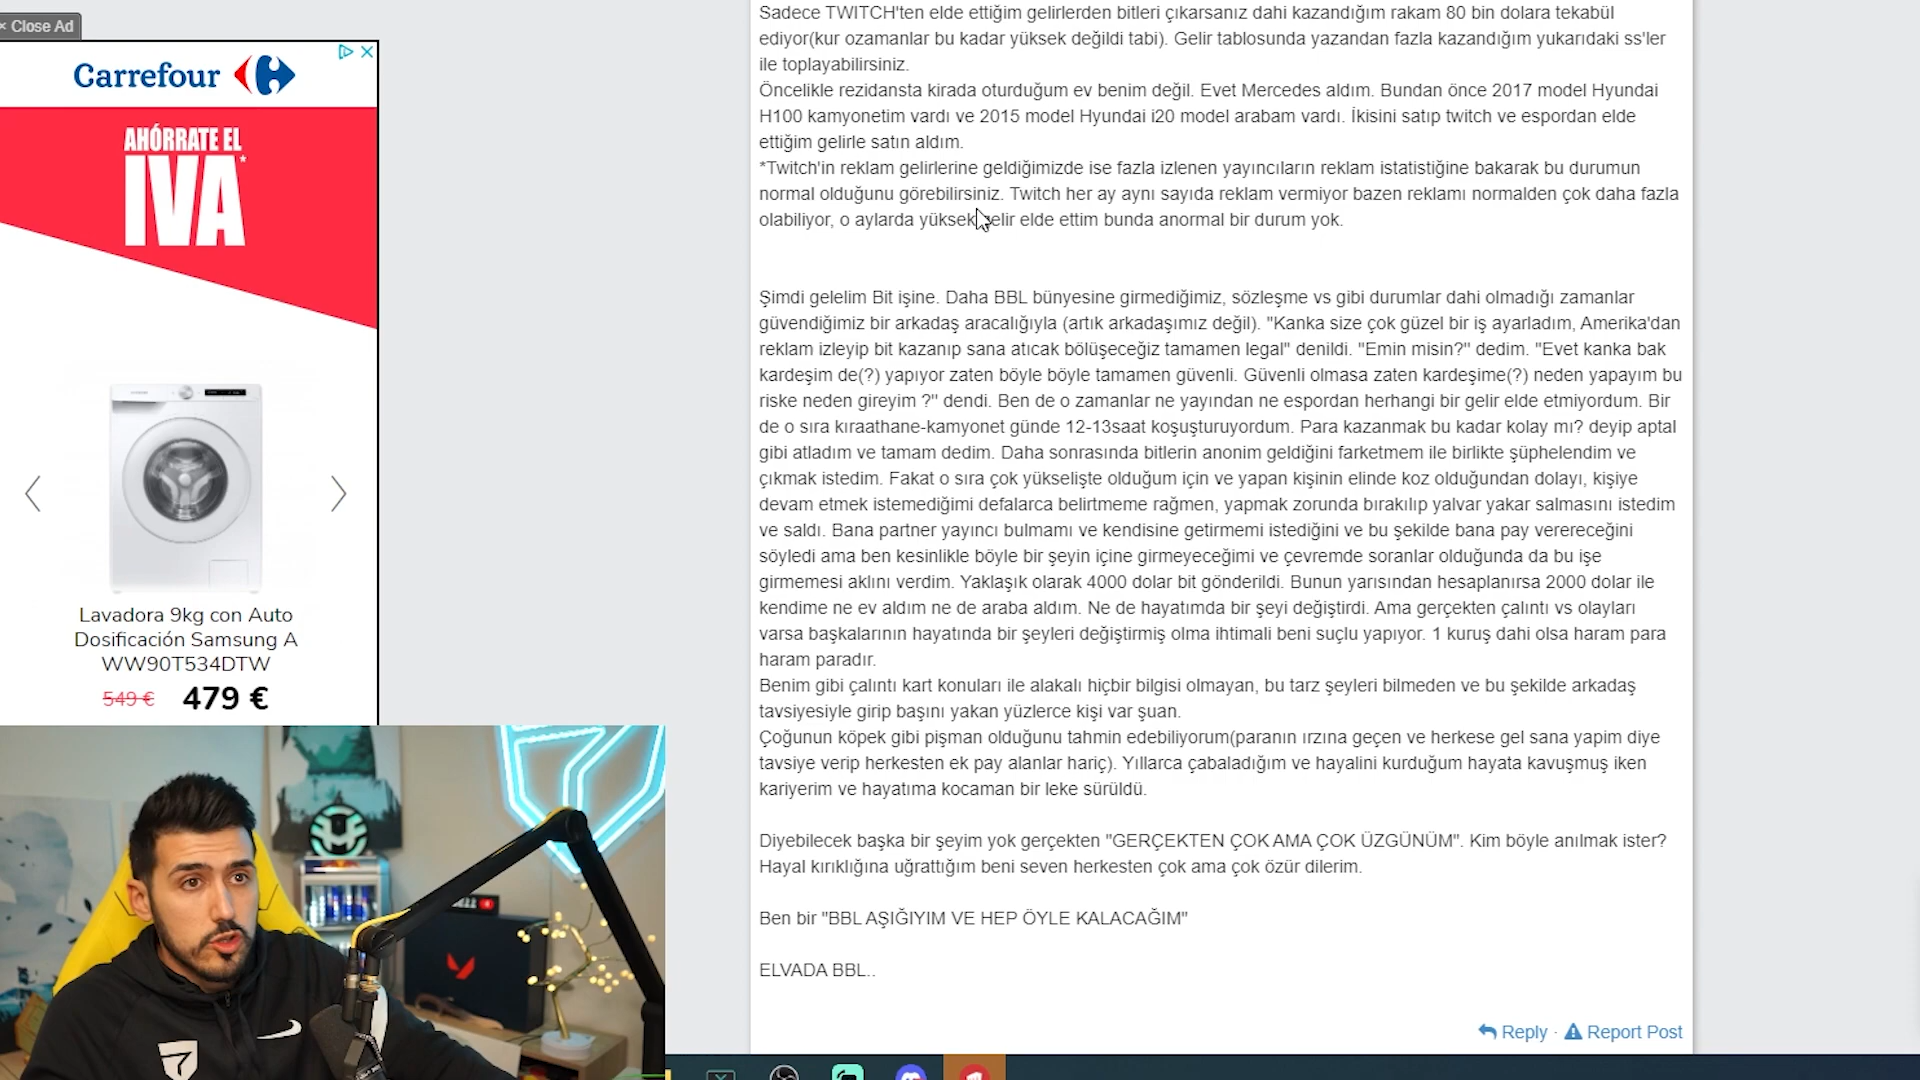 × Close Ad
Carrefour
AHÓRRATE EL
IVA*
Lavadora 9kg con Auto
Dosificación Samsung A
WW90T534DTW
549 € 479 €
Sadece TWITCH'ten elde ettiğim gelirlerden bitleri çıkarsanız dahi kazandığım rakam 80 bin dolara tekabül
ediyor(kur ozamanlar bu kadar yüksek değildi tabi). Gelir tablosunda yazandan fazla kazandığım yukarıdaki ss'ler
ile toplayabilirsiniz.
Öncelikle rezidansta kirada oturduğum ev benim değil. Evet Mercedes aldım. Bundan önce 2017 model Hyundai
H100 kamyonetim vardı ve 2015 model Hyundai i20 model arabam vardı. İkisini satıp twitch ve espordan elde
ettiğim gelirle satın aldım.
*Twitch'in reklam gelirlerine geldiğimizde ise fazla izlenen yayıncıların reklam istatistiğine bakarak bu durumun
normal olduğunu görebilirsiniz. Twitch her ay aynı sayıda reklam vermiyor bazen reklamı normalden çok daha fazla
olabiliyor, o aylarda yüksek gelir elde ettim bunda anormal bir durum yok.
Şimdi gelelim Bit işine. Daha BBL bünyesine girmediğimiz, sözleşme vs gibi durumlar dahi olmadığı zamanlar
güvendiğimiz bir arkadaş aracalığıyla (artık arkadaşımız değil). "Kanka size çok güzel bir iş ayarladım, Amerika'dan
reklam izleyip bit kazanıp sana atıcak bölüşeceğiz tamamen legal" denildi. "Emin misin?" dedim. "Evet kanka bak
kardeşim de(?) yapıyor zaten böyle böyle tamamen güvenli. Güvenli olmasa zaten kardeşime(?) neden yapayım bu
riske neden gireyim ?" dendi. Ben de o zamanlar ne yayından ne espordan herhangi bir gelir elde etmiyordum. Bir
de o sıra kıraathane-kamyonet günde 12-13saat koşuşturuyordum. Para kazanmak bu kadar kolay mı? deyip aptal
gibi atladım ve tamam dedim. Daha sonrasında bitlerin anonim geldiğini farketmem ile birlikte şüphelendim ve
çıkmak istedim. Fakat o sıra çok yükselişte olduğum için ve yapan kişinin elinde koz olduğundan dolayı, kişiye
devam etmek istemediğimi defalarca belirtmeme rağmen, yapmak zorunda bırakılıp yalvar yakar salmasını istedim
ve saldı. Bana partner yayıncı bulmamı ve kendisine getirmemi istediğini ve bu şekilde bana pay verereceğini
söyledi ama ben kesinlikle böyle bir şeyin içine girmeyeceğimi ve çevremde soranlar olduğunda da bu işe
girmemesi aklını verdim. Yaklaşık olarak 4000 dolar bit gönderildi. Bunun yarısından hesaplanırsa 2000 dolar ile
kendime ne ev aldım ne de araba aldım. Ne de hayatımda bir şeyi değiştirdi. Ama gerçekten çalıntı vs olayları
varsa başkalarının hayatında bir şeyleri değiştirmiş olma ihtimali beni suçlu yapıyor. 1 kuruş dahi olsa haram para
haram paradır.
Benim gibi çalıntı kart konuları ile alakalı hiçbir bilgisi olmayan, bu tarz şeyleri bilmeden ve bu şekilde arkadaş
tavsiyesiyle girip başını yakan yüzlerce kişi var şuan.
Çoğunun köpek gibi pişman olduğunu tahmin edebiliyorum(paranın ırzına geçen ve herkese gel sana yapim diye
tavsiye verip herkesten ek pay alanlar hariç). Yıllarca çabaladığım ve hayalini kurduğum hayata kavuşmuş iken
kariyerim ve hayatıma kocaman bir leke sürüldü.
Diyebilecek başka bir şeyim yok gerçekten "GERÇEKTEN ÇOK AMA ÇOK ÜZGÜNÜM". Kim böyle anılmak ister?
Hayal kırıklığına uğrattığım beni seven herkesten çok ama çok özür dilerim.
Ben bir "BBL AŞIĞIYIM VE HEP ÖYLE KALACAĞIM"
ELVADA BBL..
Reply · Report Post